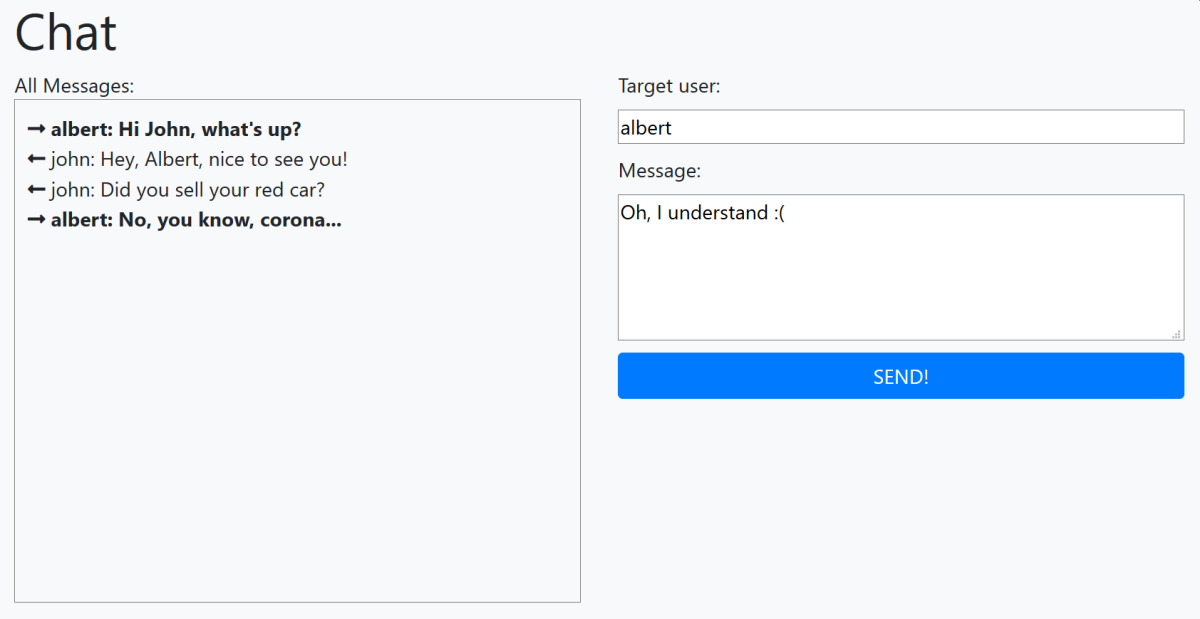 Chat
All Messages:
→ albert: Hi John, what's up?
← john: Hey, Albert, nice to see you!
← john: Did you sell your red car?
→ albert: No, you know, corona...
Target user:
albert
Message:
Oh, I understand :(
SEND!